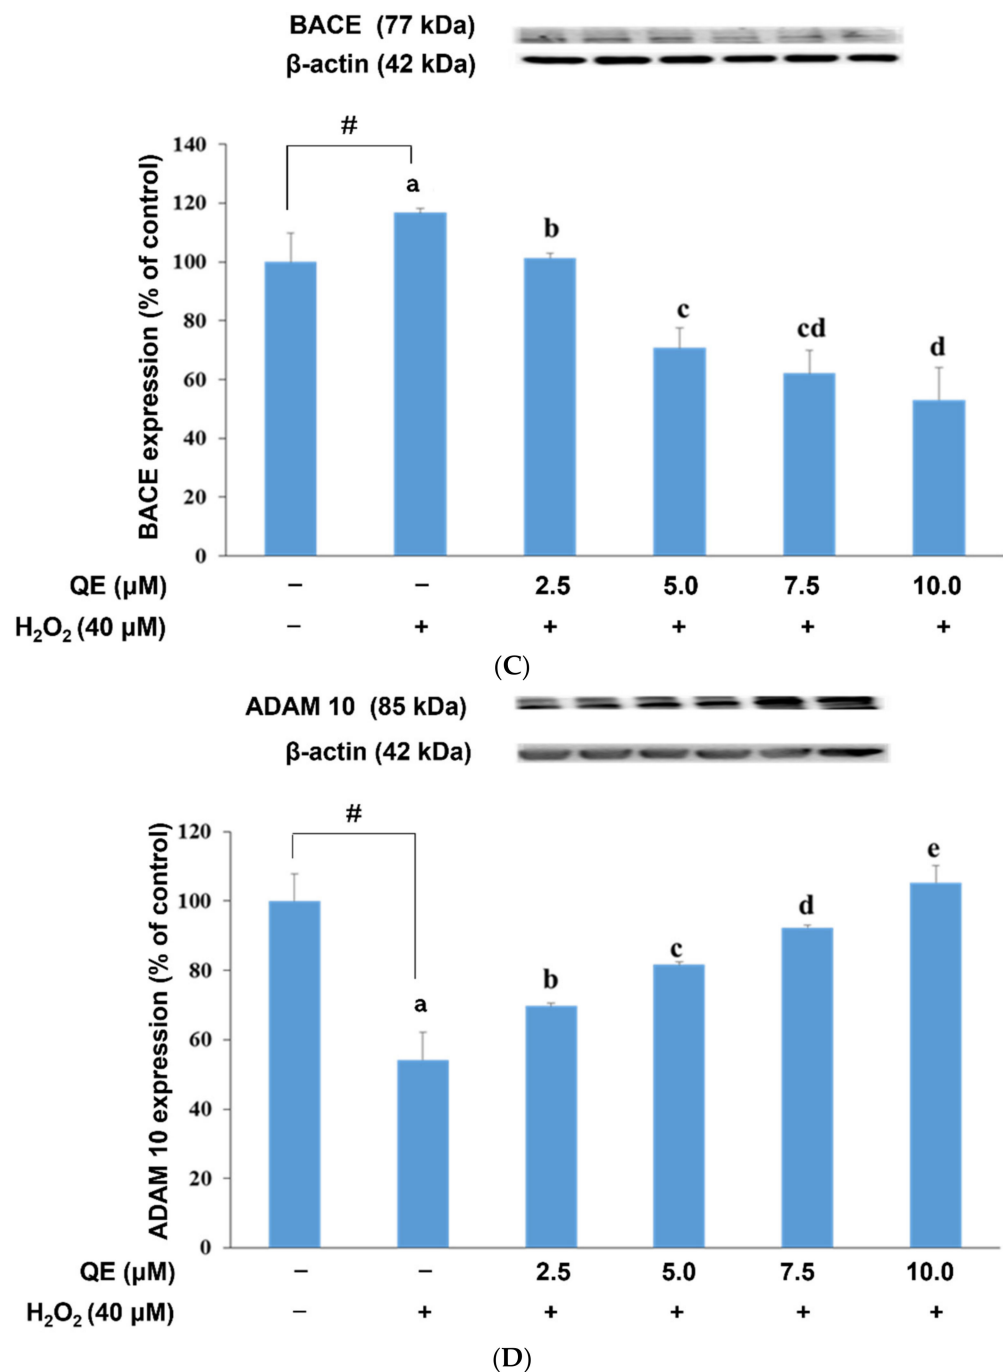 BACE (77 kDa)
β-actin (42 kDa)
#
140
120
100
80
60
40
20
0
BACE expression (% of control)
a
b
c
cd
d
QE (µM) – – 2.5 5.0 7.5 10.0
H₂O₂ (40 µM) – + + + + +
(C)
ADAM 10 (85 kDa)
β-actin (42 kDa)
#
120
100
80
60
40
20
0
ADAM 10 expression (% of control)
a
b
c
d
e
QE (µM) – – 2.5 5.0 7.5 10.0
H₂O₂ (40 µM) – + + + + +
(D)